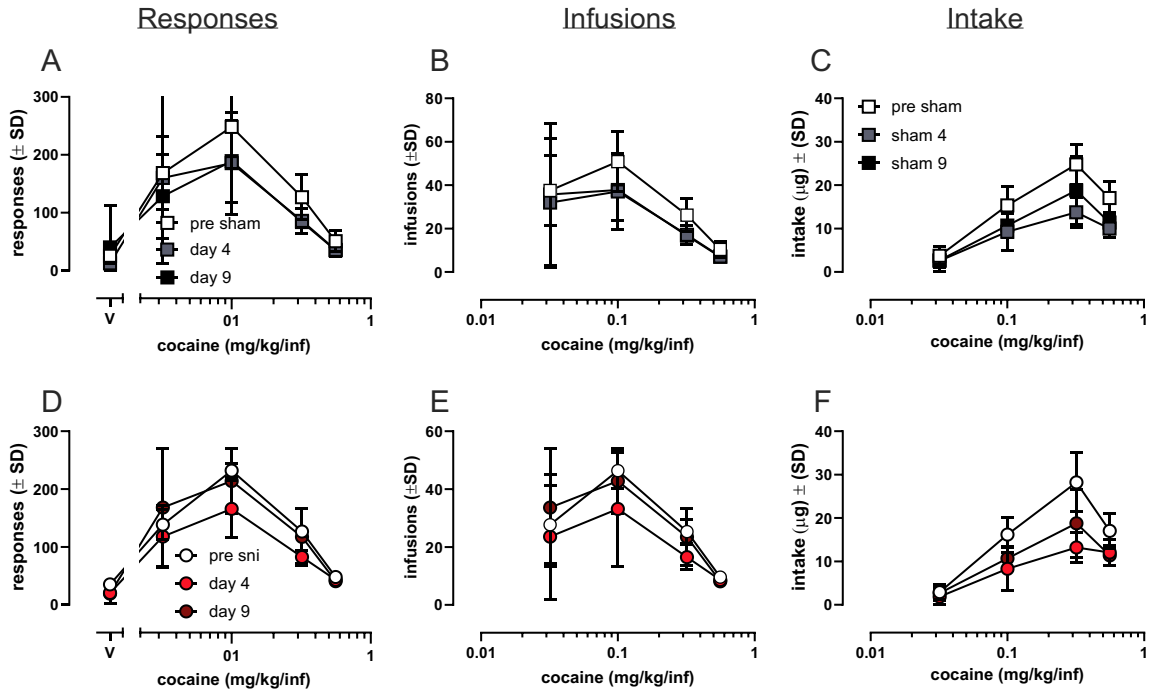 Responses
Infusions
Intake
A
B
C
responses (± SD)
300
200
100
0
pre sham
day 4
day 9
V
01
1
cocaine (mg/kg/inf)
infusions (±SD)
80
60
40
20
0
0.01
0.1
1
cocaine (mg/kg/inf)
intake (µg) ± (SD)
40
30
20
10
0
pre sham
sham 4
sham 9
0.01
0.1
1
cocaine (mg/kg/inf)
D
E
F
responses (± SD)
300
200
100
0
pre sni
day 4
day 9
V
01
1
cocaine (mg/kg/inf)
infusions (±SD)
60
40
20
0
0.01
0.1
1
cocaine (mg/kg/inf)
intake (µg) ± (SD)
40
30
20
10
0
0.01
0.1
1
cocaine (mg/kg/inf)